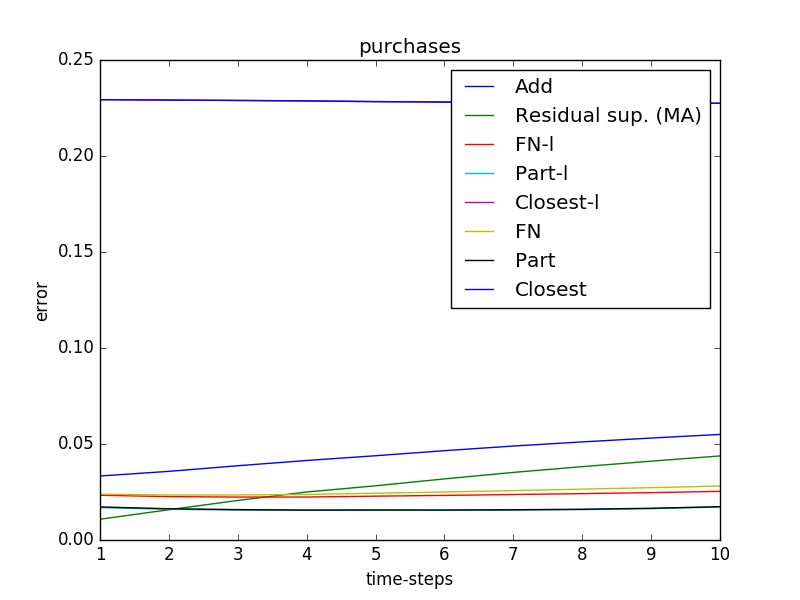 purchases
0.25
0.20
0.15
0.10
0.05
0.00
error
Add
Residual sup. (MA)
FN-l
Part-l
Closest-l
FN
Part
Closest
1 2 3 4 5 6 7 8 9 10
time-steps